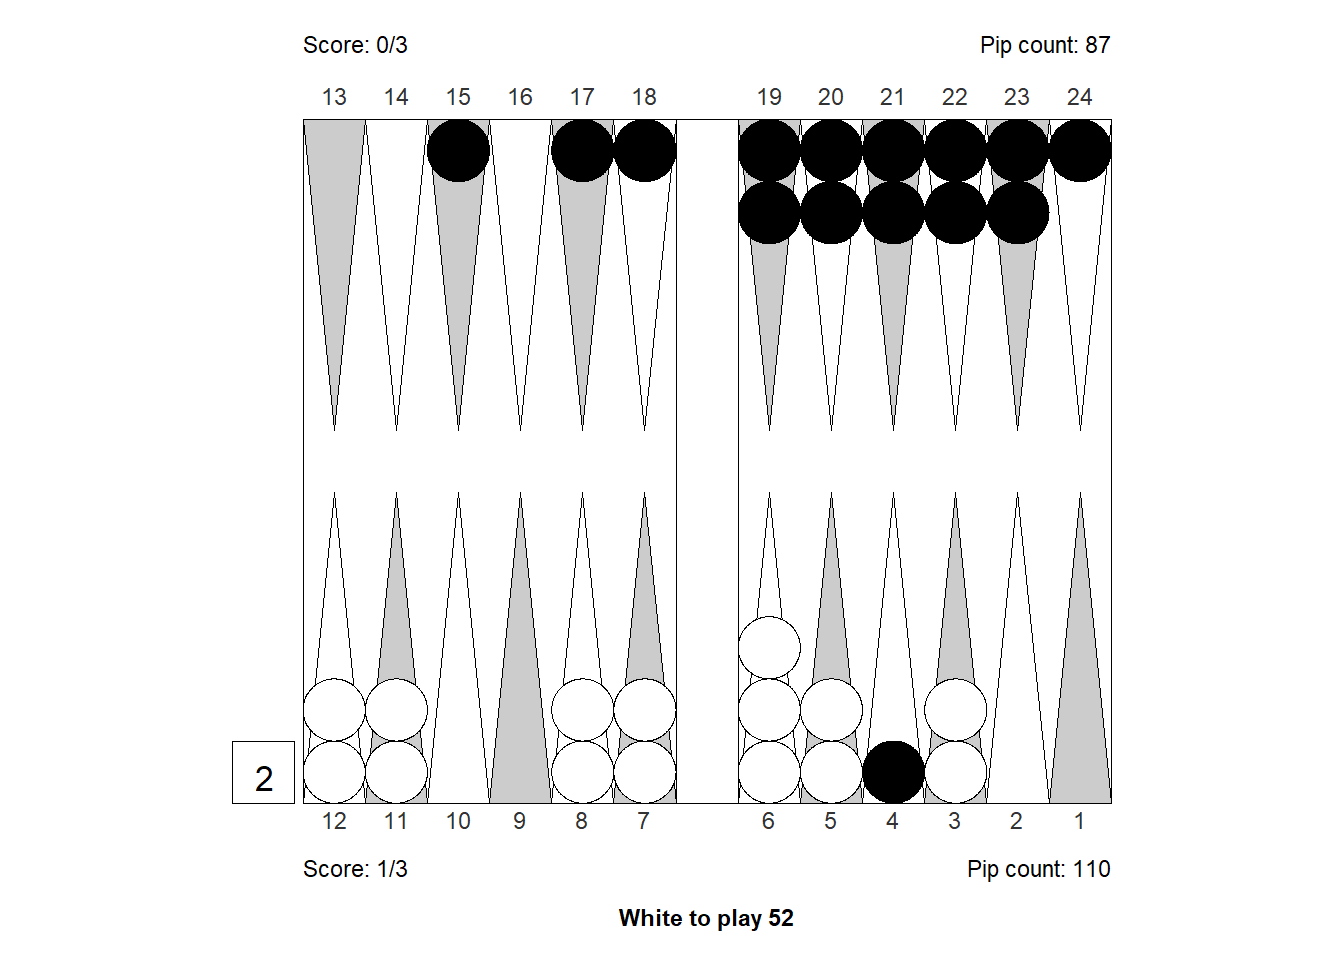 Score: 0/3 Pip count: 87
13 14 15 16 17 18 19 20 21 22 23 24
2
12 11 10 9 8 7 6 5 4 3 2 1
Score: 1/3 Pip count: 110
White to play 52